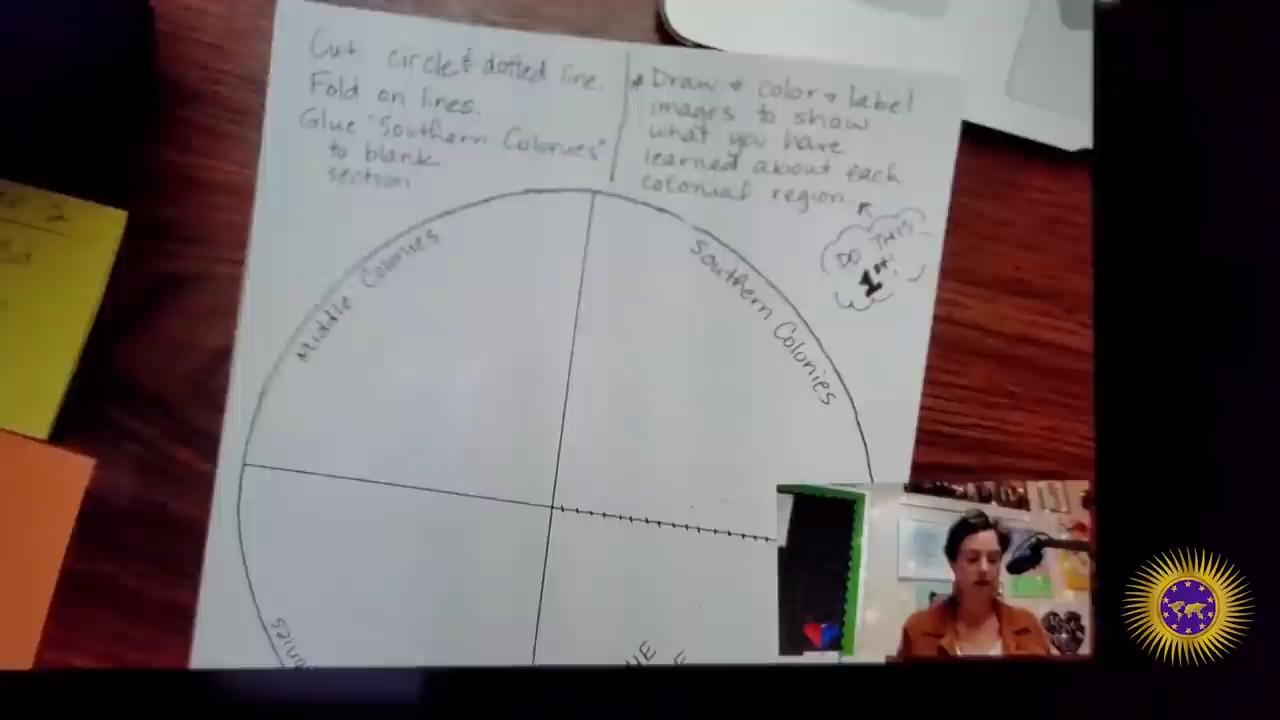 Cut circle & dotted line.
Fold on lines.
Glue "Southern Colonies"
to blank
section
* Draw + color + label
images to show
what you have
learned about each
colonial region
DO THIS
1st!
Middle Colonies
Southern Colonies